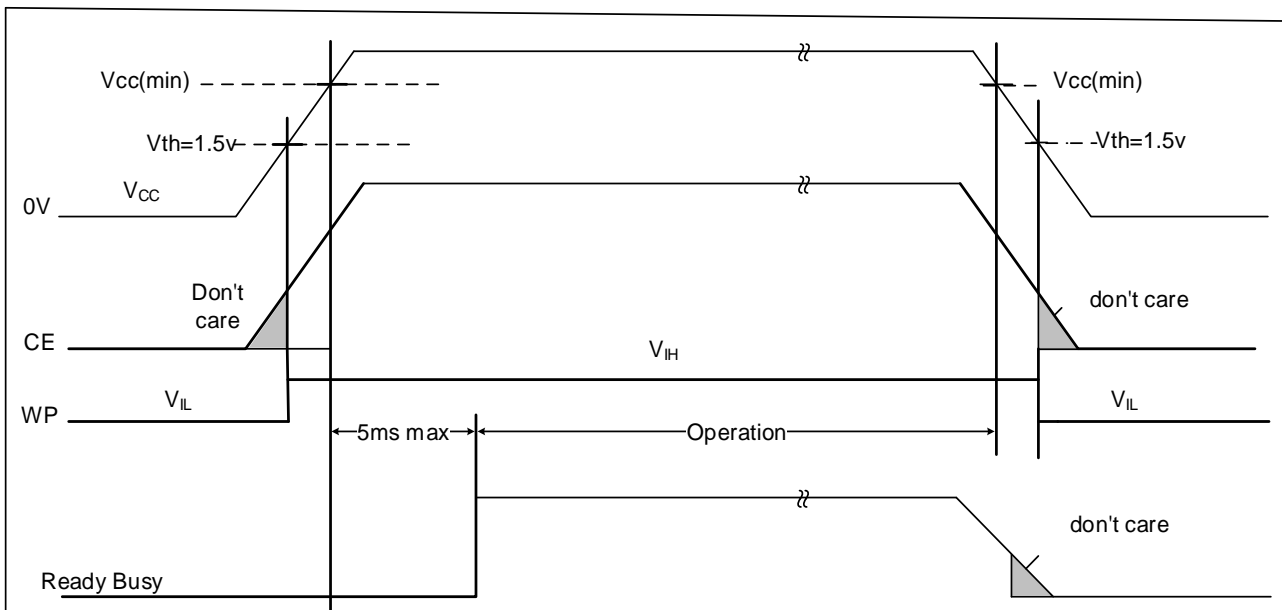 Vcc(min) Vcc(min)
Vth=1.5v Vth=1.5v
VCC
0V
Don't
care
don't care
CE
VIH
VIL VIL
WP
5ms max Operation
don't care
Ready Busy